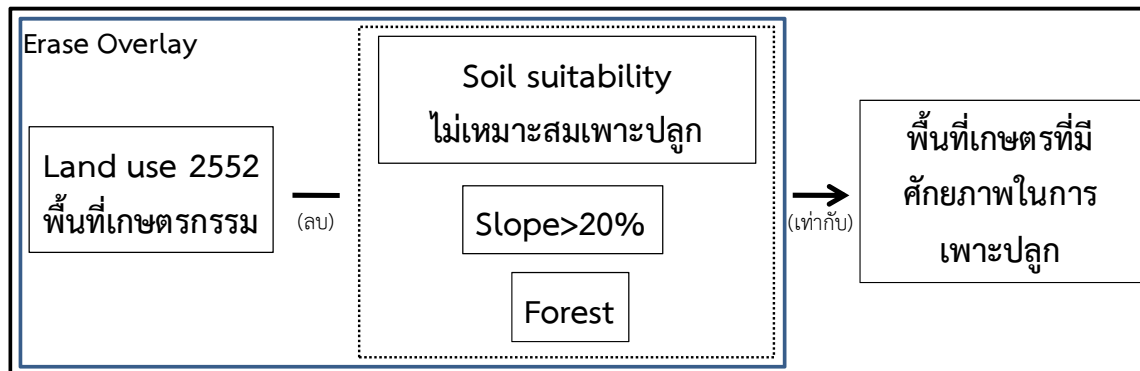 Erase Overlay
Land use 2552
พื้นที่เกษตรกรรม
(ลบ)
Soil suitability
ไม่เหมาะสมเพาะปลูก
Slope>20%
Forest
(เท่ากับ)
พื้นที่เกษตรที่มี
ศักยภาพในการ
เพาะปลูก